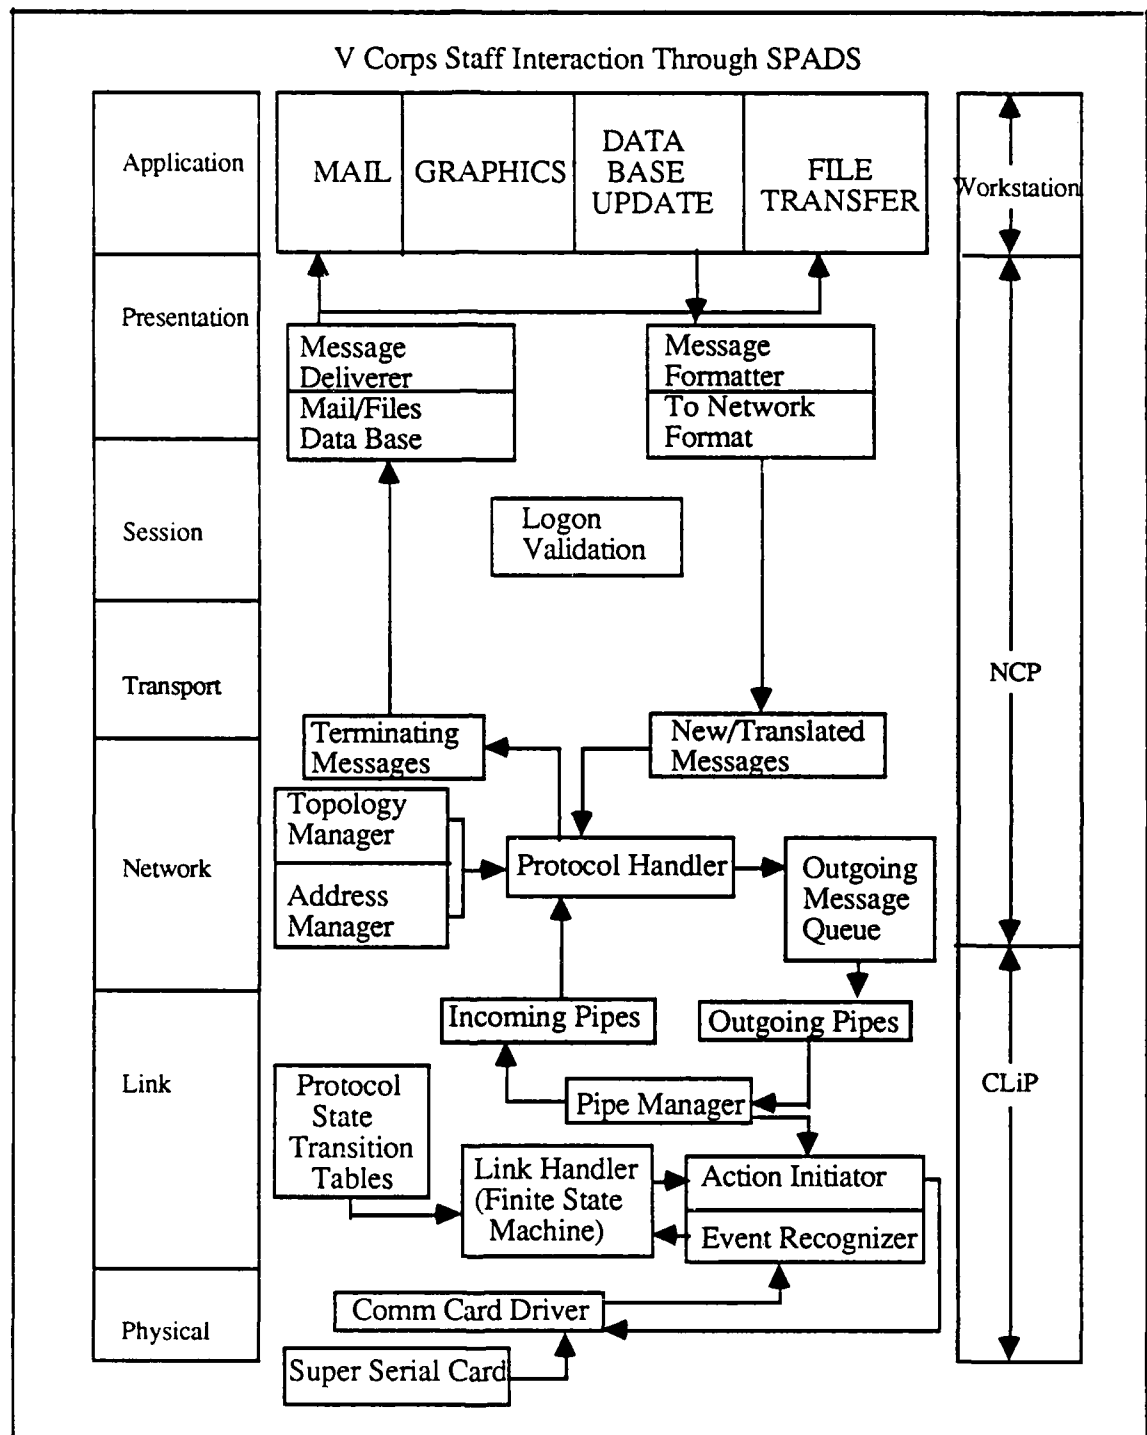 V Corps Staff Interaction Through SPADS
Application
MAIL
GRAPHICS
DATA
BASE
UPDATE
FILE
TRANSFER
Workstation
Presentation
Message
Deliverer
Mail/Files
Data Base
Message
Formatter
To Network
Format
Session
Logon
Validation
Transport
NCP
Terminating
Messages
New/Translated
Messages
Network
Topology
Manager
Address
Manager
Protocol Handler
Outgoing
Message
Queue
Incoming Pipes
Outgoing Pipes
Link
Protocol
State
Transition
Tables
Pipe Manager
CLiP
Link Handler
(Finite State
Machine)
Action Initiator
Event Recognizer
Physical
Comm Card Driver
Super Serial Card